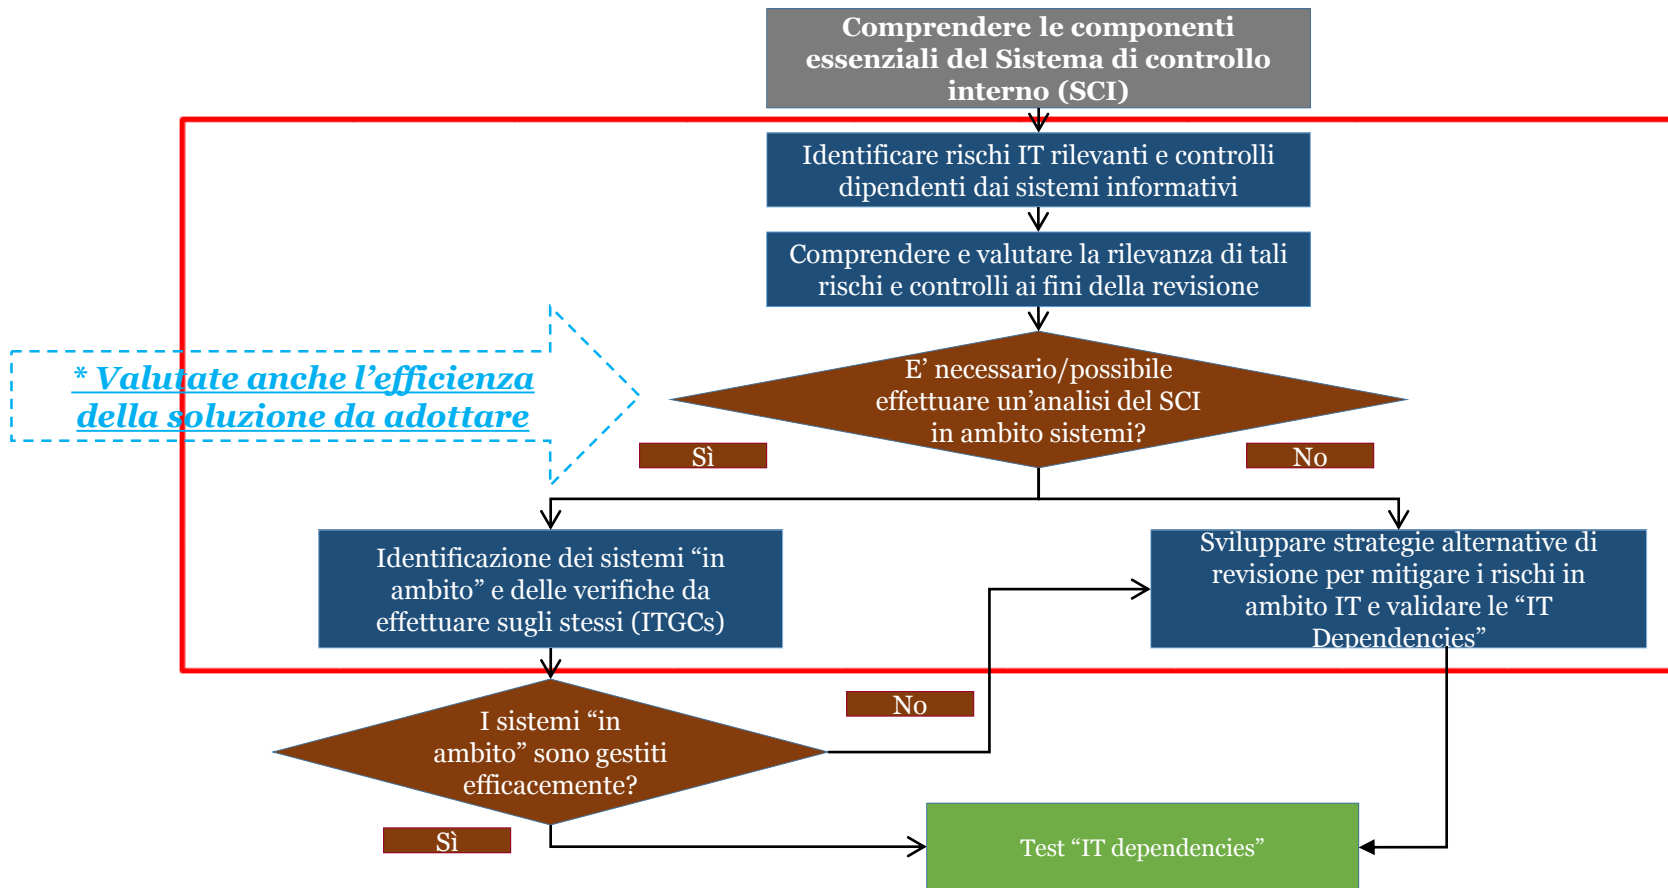 Comprendere le componenti
essenziali del Sistema di controllo
interno (SCI)
Identificare rischi IT rilevanti e controlli
dipendenti dai sistemi informativi
Comprendere e valutare la rilevanza di tali
rischi e controlli ai fini della revisione
* Valutate anche l’efficienza
della soluzione da adottare
E’ necessario/possibile
effettuare un’analisi del SCI
in ambito sistemi?
Sì
No
Identificazione dei sistemi “in
ambito” e delle verifiche da
effettuare sugli stessi (ITGCs)
Sviluppare strategie alternative di
revisione per mitigare i rischi in
ambito IT e validare le “IT
Dependencies”
No
I sistemi “in
ambito” sono gestiti
efficacemente?
Sì
Test “IT dependencies”